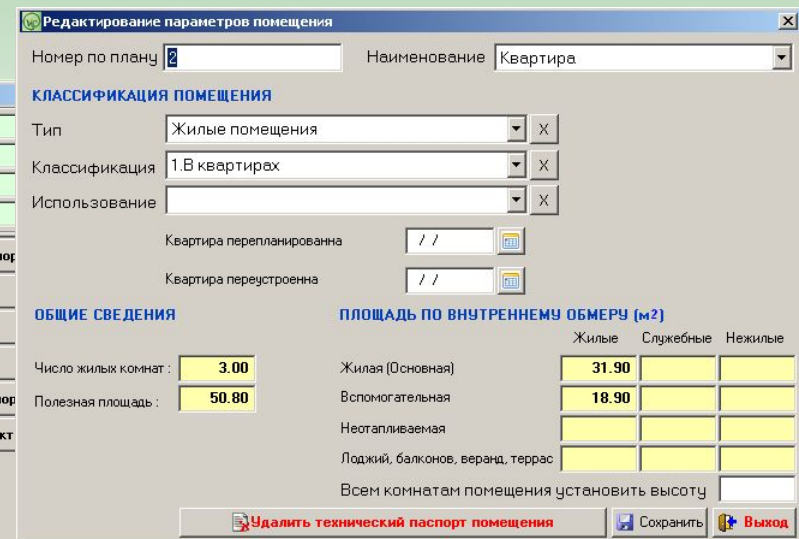 Редактирование параметров помещения
Номер по плану 2 Наименование Квартира
КЛАССИФИКАЦИЯ ПОМЕЩЕНИЯ
Тип Жилые помещения X
Классификация 1.В квартирах X
Использование X
Квартира перепланированна / /
Квартира переустроенна / /
ОБЩИЕ СВЕДЕНИЯ ПЛОЩАДЬ ПО ВНУТРЕННЕМУ ОБМЕРУ (м2)
Жилые Служебные Нежилые
Число жилых комнат : 3.00 Жилая (Основная) 31.90
Полезная площадь : 50.80 Вспомогательная 18.90
Неотапливаемая
Лоджий, балконов, веранд, террас
Всем комнатам помещения установить высоту
Удалить технический паспорт помещения Сохранить Выход